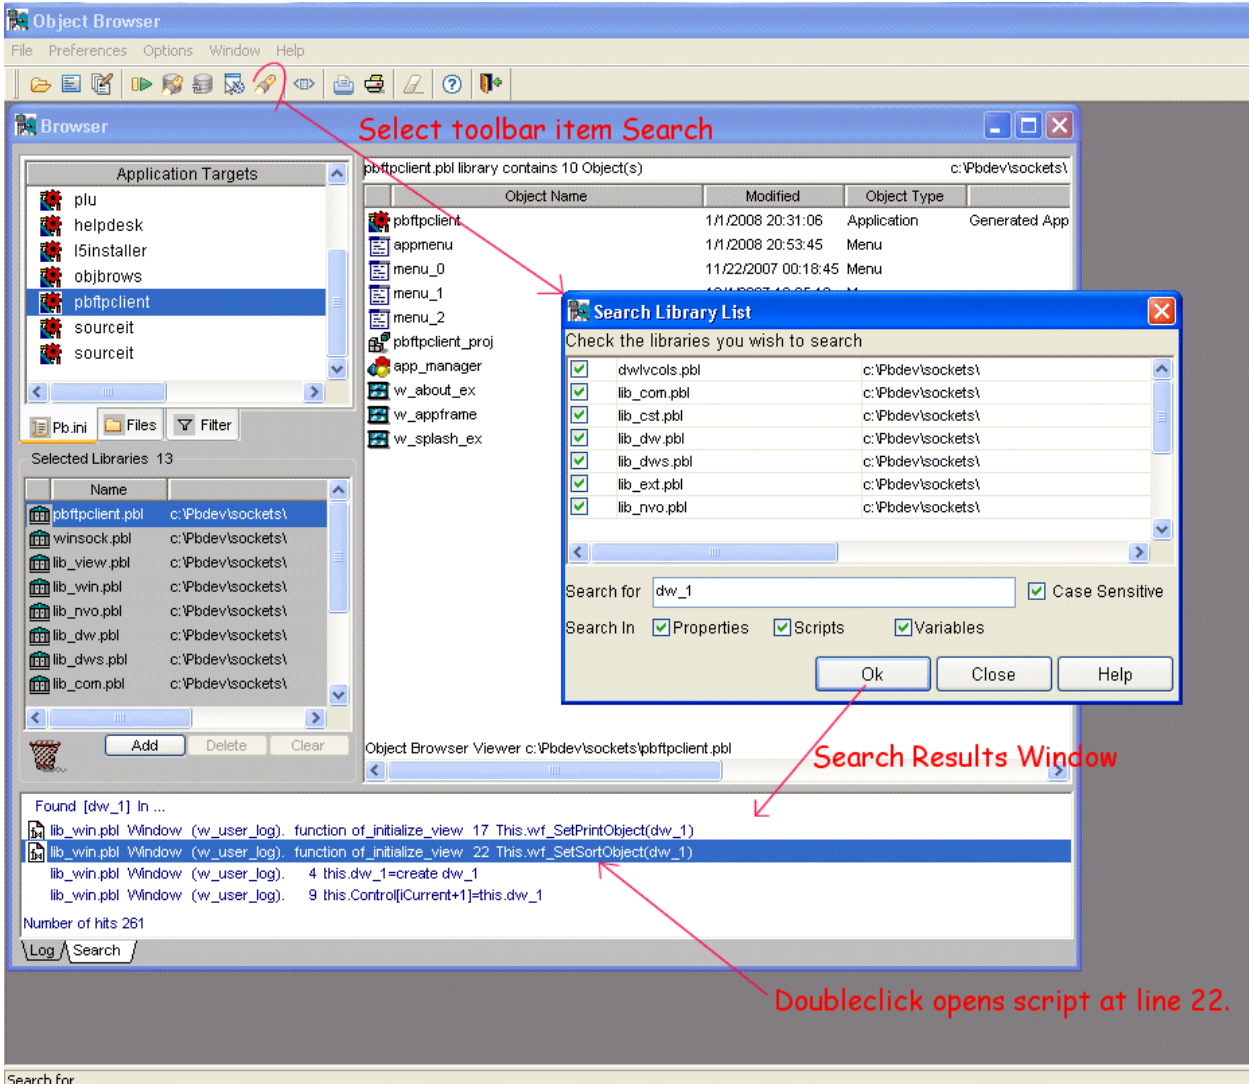 Object Browser
File Preferences Options Window Help
Select toolbar item Search
Browser
Application Targets
plu
helpdesk
l5installer
objbrows
pbftpclient
sourceit
sourceit
Pb.ini Files Filter
Selected Libraries 13
Name
pbftpclient.pbl c:\Pbdev\sockets\
winsock.pbl c:\Pbdev\sockets\
lib_view.pbl c:\Pbdev\sockets\
lib_win.pbl c:\Pbdev\sockets\
lib_nvo.pbl c:\Pbdev\sockets\
lib_dw.pbl c:\Pbdev\sockets\
lib_dws.pbl c:\Pbdev\sockets\
lib_com.pbl c:\Pbdev\sockets\
Add Delete Clear
pbftpclient.pbl library contains 10 Object(s) c:\Pbdev\sockets\
Object Name Modified Object Type
pbftpclient 1/1/2008 20:31:06 Application Generated App
appmenu 1/1/2008 20:53:45 Menu
menu_0 11/22/2007 00:18:45 Menu
menu_1
menu_2
pbftpclient_proj
app_manager
w_about_ex
w_appframe
w_splash_ex
Object Browser Viewer c:\Pbdev\sockets\pbftpclient.pbl
Search Library List
Check the libraries you wish to search
dwlvcols.pbl c:\Pbdev\sockets\
lib_com.pbl c:\Pbdev\sockets\
lib_cst.pbl c:\Pbdev\sockets\
lib_dw.pbl c:\Pbdev\sockets\
lib_dws.pbl c:\Pbdev\sockets\
lib_ext.pbl c:\Pbdev\sockets\
lib_nvo.pbl c:\Pbdev\sockets\
Search for dw_1 Case Sensitive
Search In Properties Scripts Variables
Ok Close Help
Search Results Window
Found [dw_1] In ...
lib_win.pbl Window (w_user_log). function of_initialize_view 17 This.wf_SetPrintObject(dw_1)
lib_win.pbl Window (w_user_log). function of_initialize_view 22 This.wf_SetSortObject(dw_1)
lib_win.pbl Window (w_user_log). 4 this.dw_1=create dw_1
lib_win.pbl Window (w_user_log). 9 this.Control[iCurrent+1]=this.dw_1
Number of hits 261
Log Search
Doubleclick opens script at line 22.
Search for